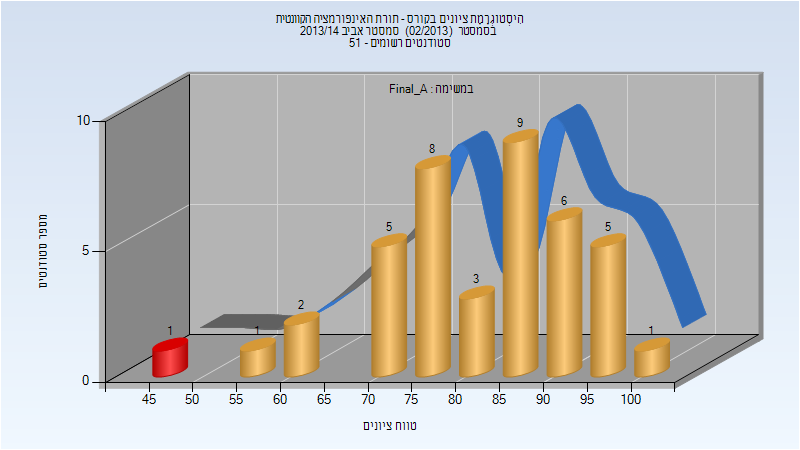 היסטוגרמת ציונים בקורס - תורת האינפורמציה הקוונטית
בסמסטר (02/2013) סמסטר אביב 2013/14
סטודנטים רשומים - 51
במשימה : Final_A
מספר סטודנטים
10
5
0
1
1
2
5
8
3
9
6
5
1
45 50 55 60 65 70 75 80 85 90 95 100
טווח ציונים